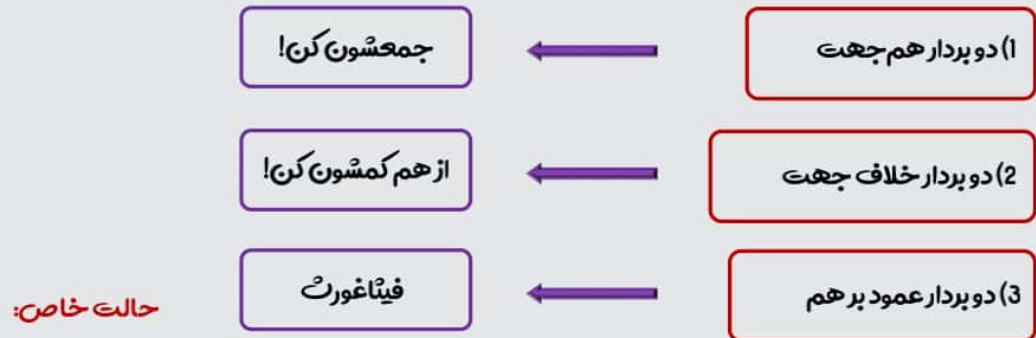 1) دو بردار هم جهت
جمعشون کن!
2) دو بردار خلاف جهت
از هم کمشون کن!
3) دو بردار عمود بر هم
فیثاغورث
حالت خاص: